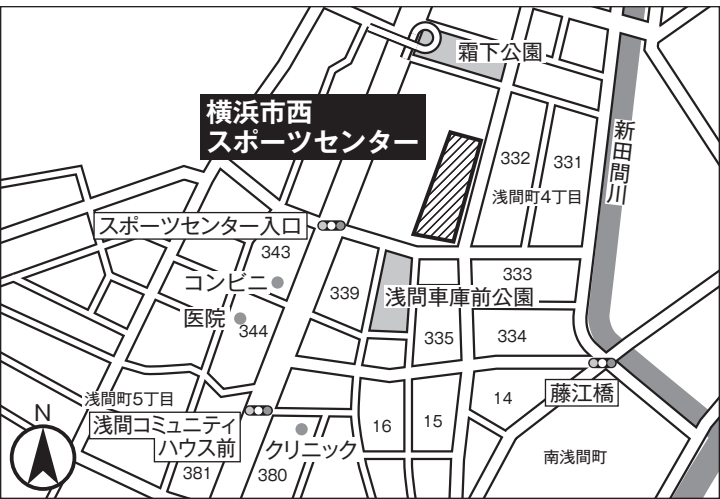 霜下公園
横浜市西
スポーツセンター
新田間川
332
331
浅間町4丁目
スポーツセンター入口
343
コンビニ
339
333
浅間車庫前公園
医院
344
335
334
浅間町5丁目
14
藤江橋
N
浅間コミュニティ
ハウス前
16
15
クリニック
南浅間町
381
380